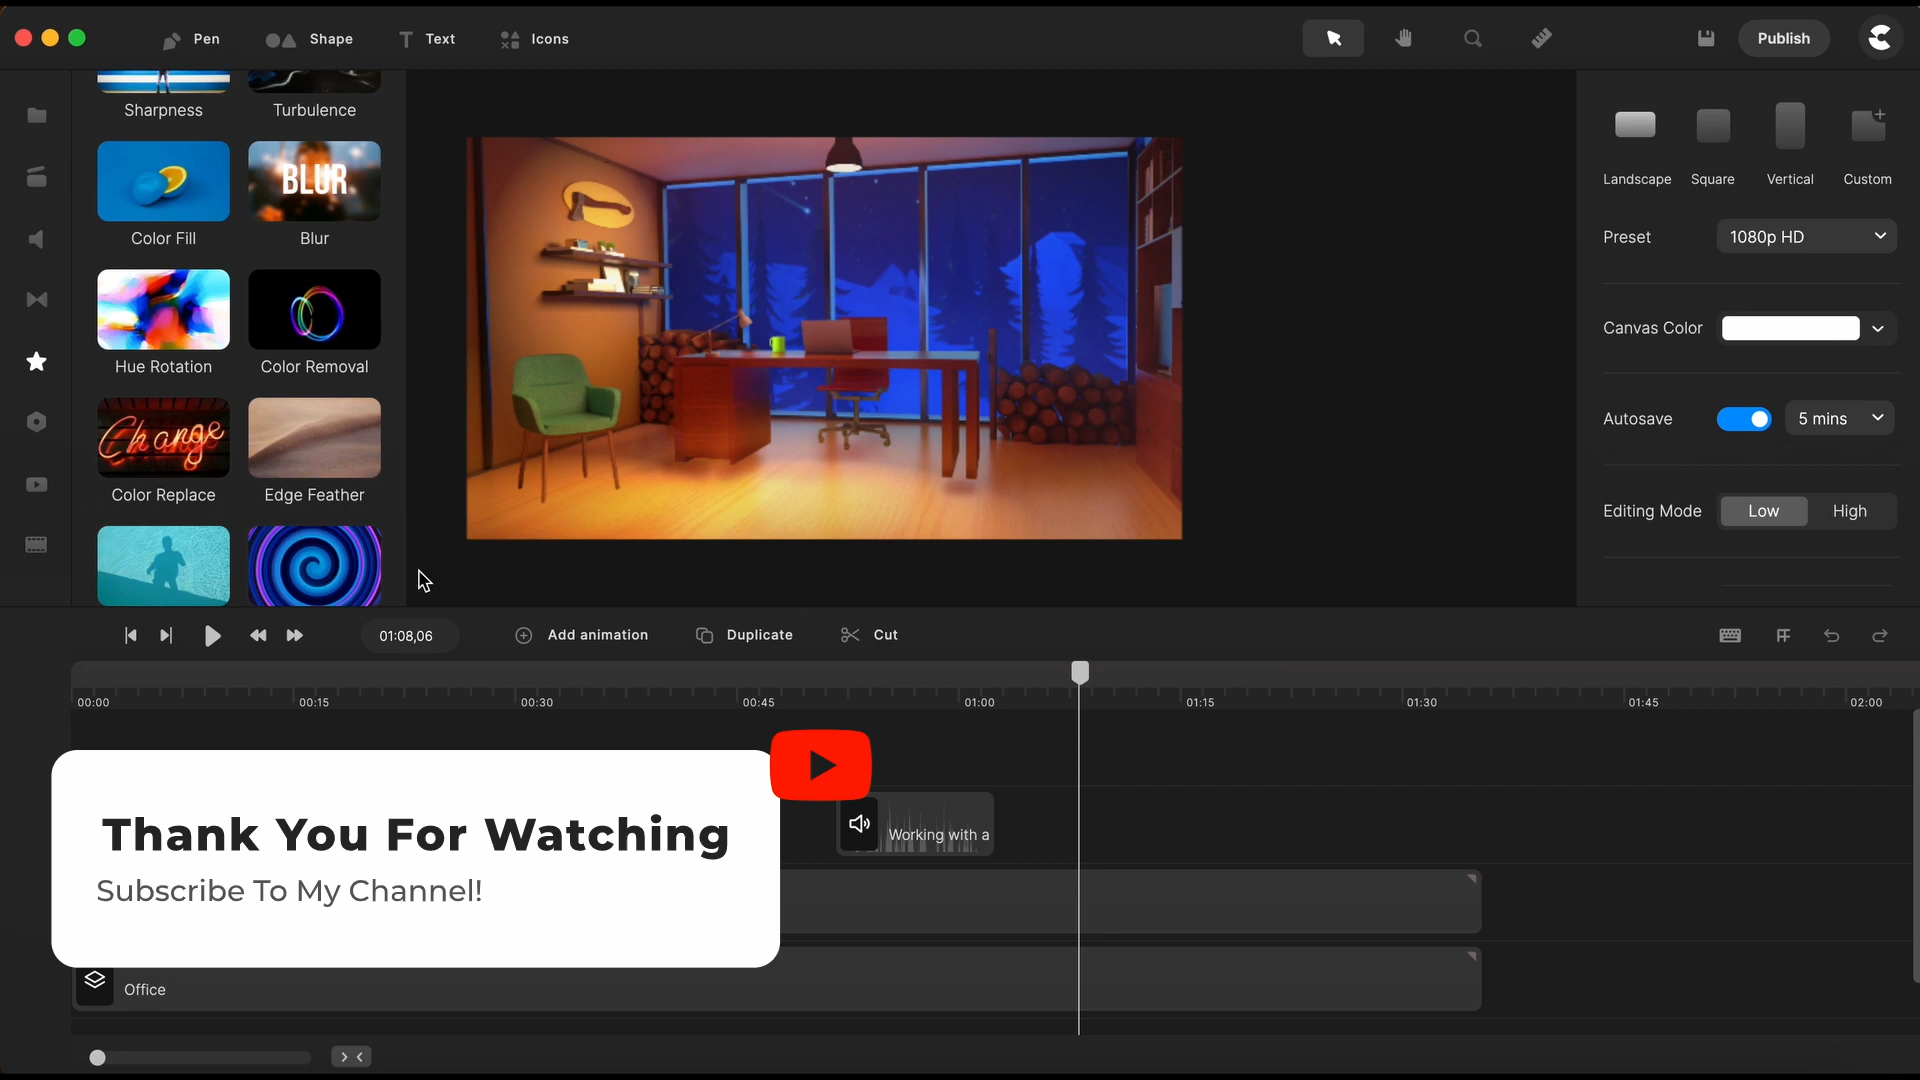 Pen
Shape
Text
Icons
Publish
Sharpness
Turbulence
Color Fill
BLUR
Blur
Hue Rotation
Color Removal
Change
Color Replace
Edge Feather
Landscape
Square
Vertical
Custom
Preset
1080p HD
Canvas Color
Autosave
5 mins
Editing Mode
Low
High
01:08,06
Add animation
Duplicate
Cut
00:00
00:15
00:30
00:45
01:00
01:15
01:30
01:45
02:00
Working with a
Thank You For Watching
Subscribe To My Channel!
Office